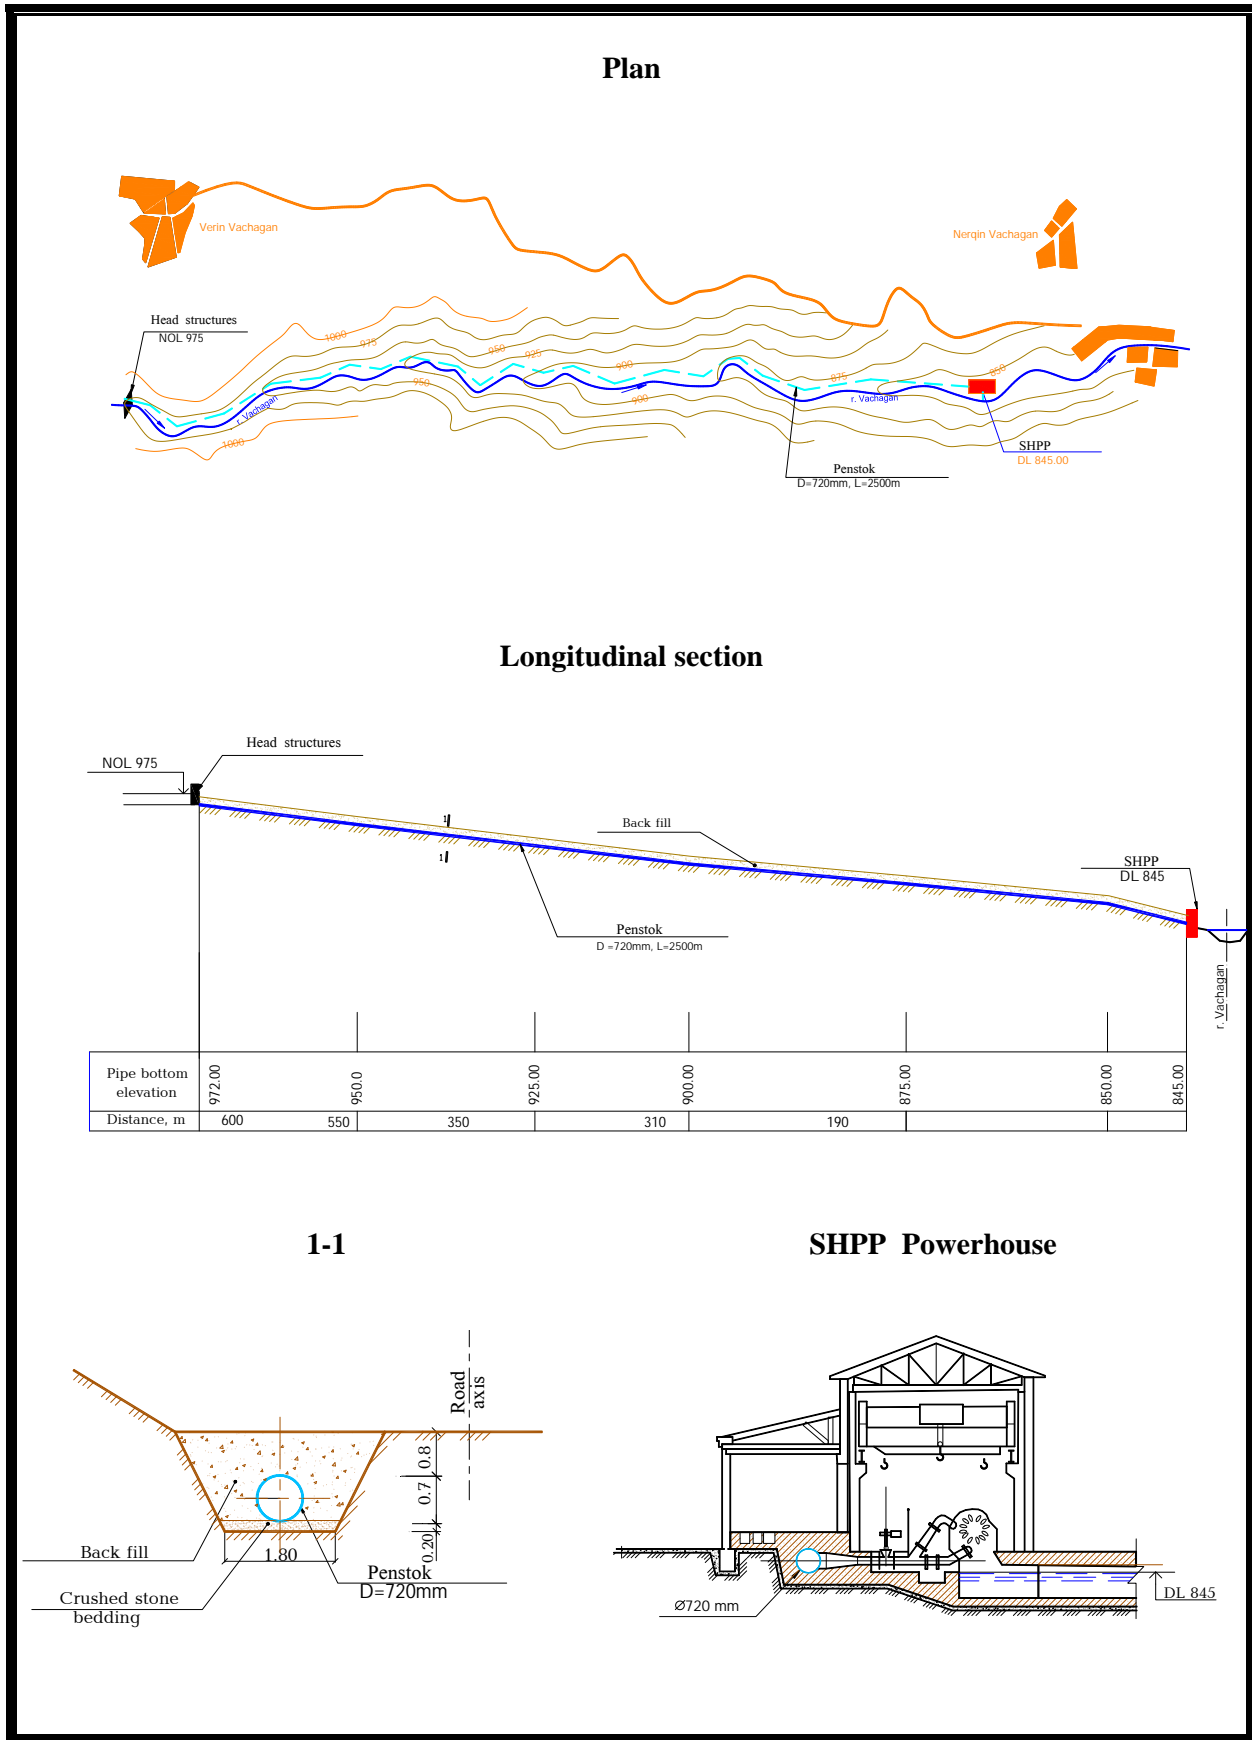 Plan
Verin Vachagan
Nerqin Vachagan
Head structures
NOL 975
1000
975
950
925
900
875
850
950
900
1000
r. Vachagan
r. Vachagan
SHPP
DL 845.00
Penstok
D=720mm, L=2500m
Longitudinal section
Head structures
NOL 975
1
1
Back fill
SHPP
DL 845
Penstok
D =720mm, L=2500m
r. Vachagan
Pipe bottom
elevation
972.00
950.0
925.00
900.00
875.00
850.00
845.00
Distance, m
600
550
350
310
190
1-1
SHPP Powerhouse
Road
axis
0.8
0.7
0.20
1.80
Back fill
Penstok
D=720mm
Crushed stone
bedding
Ø720 mm
DL 845